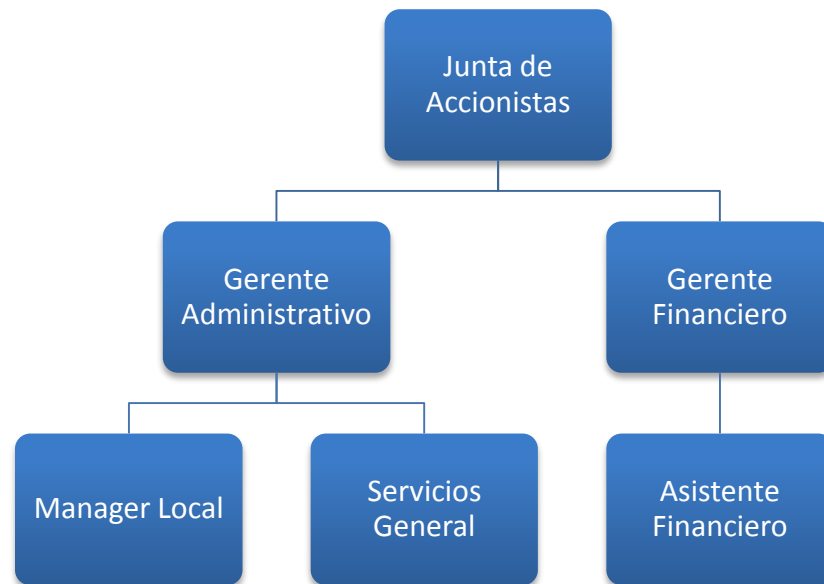 Junta de
Accionistas
Gerente
Administrativo
Gerente
Financiero
Manager Local
Servicios
General
Asistente
Financiero